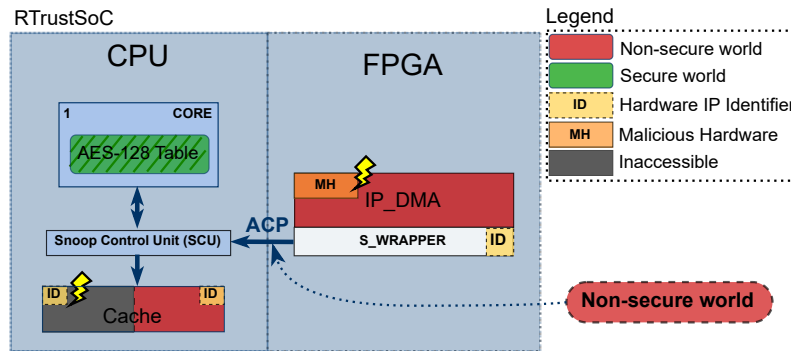 RTrustSoC
CPU
FPGA
1
CORE
AES-128 Table
MH
IP_DMA
ACP
Snoop Control Unit (SCU)
S_WRAPPER
ID
ID
ID
Cache
Non-secure world
Legend
Non-secure world
Secure world
ID
Hardware IP Identifier
MH
Malicious Hardware
Inaccessible